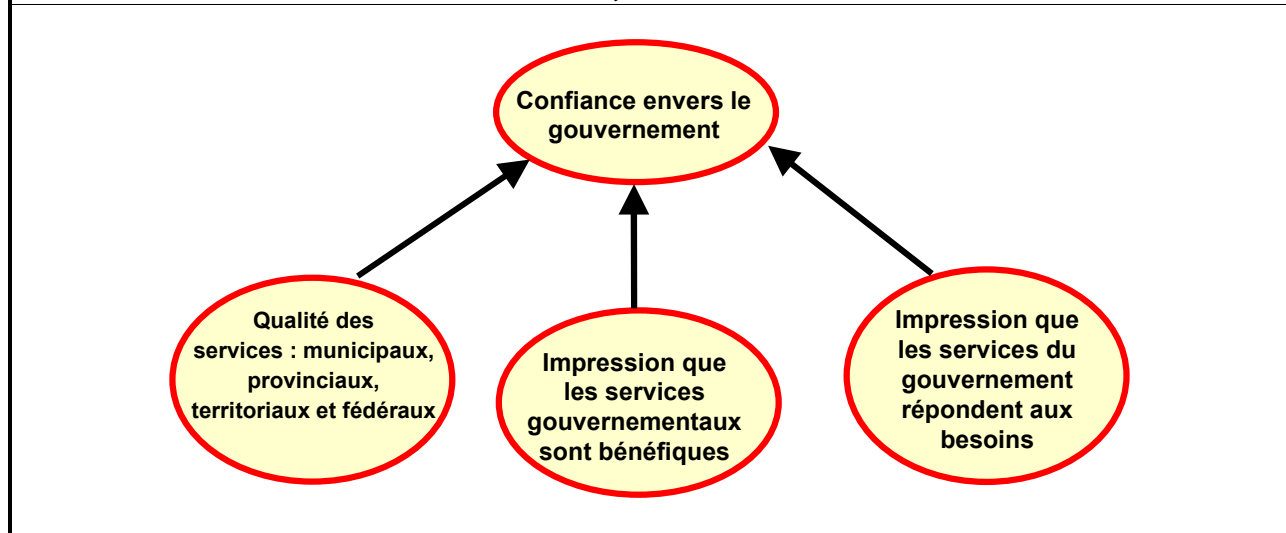 Confiance envers le
gouvernement
Qualité des
services : municipaux,
provinciaux,
territoriaux et fédéraux
Impression que
les services
gouvernementaux
sont bénéfiques
Impression que
les services du
gouvernement
répondent aux
besoins